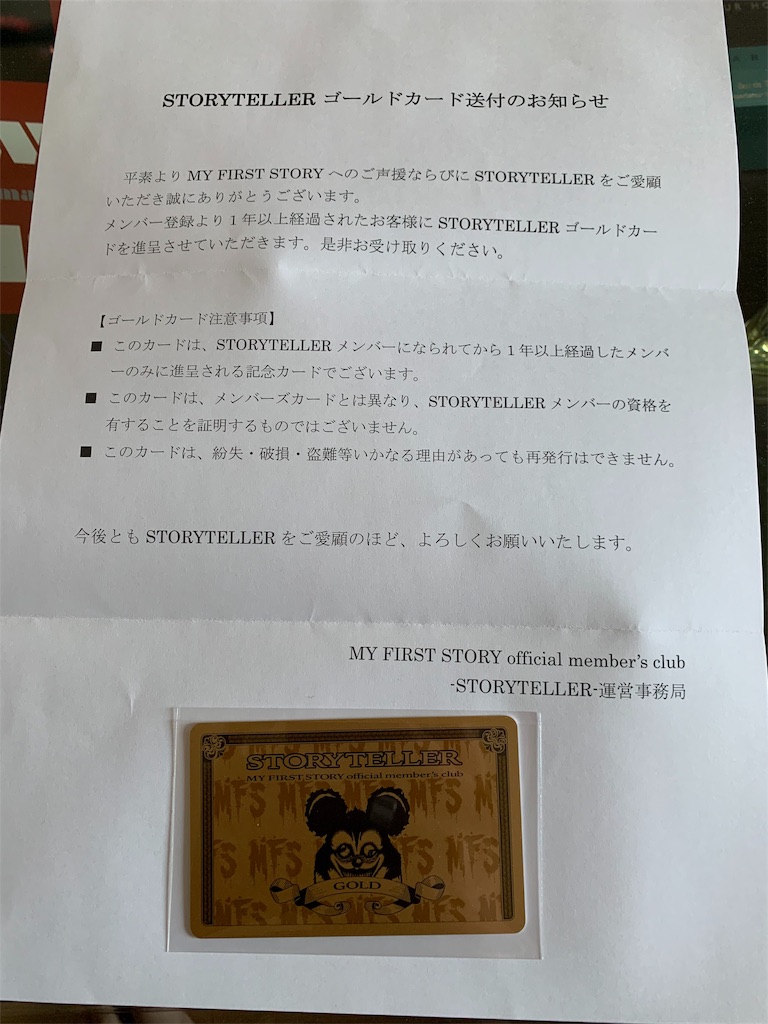 STORYTELLER ゴールドカード送付のお知らせ
平素より MY FIRST STORY へのご声援ならびに STORYTELLER をご愛顧
いただき誠にありがとうございます。
メンバー登録より 1 年以上経過されたお客様に STORYTELLER ゴールドカー
ドを進呈させていただきます。是非お受け取りください。
【ゴールドカード注意事項】
■ このカードは、STORYTELLER メンバーになられてから 1 年以上経過したメンバ
ーのみに進呈される記念カードでございます。
■ このカードは、メンバーズカードとは異なり、STORYTELLER メンバーの資格を
有することを証明するものではございません。
■ このカードは、紛失・破損・盗難等いかなる理由があっても再発行はできません。
今後とも STORYTELLER をご愛顧のほど、よろしくお願いいたします。
MY FIRST STORY official member's club
-STORYTELLER-運営事務局
STORYTELLER
MY FIRST STORY official member's club
MFS MFS MFS
MFS MFS
GOLD